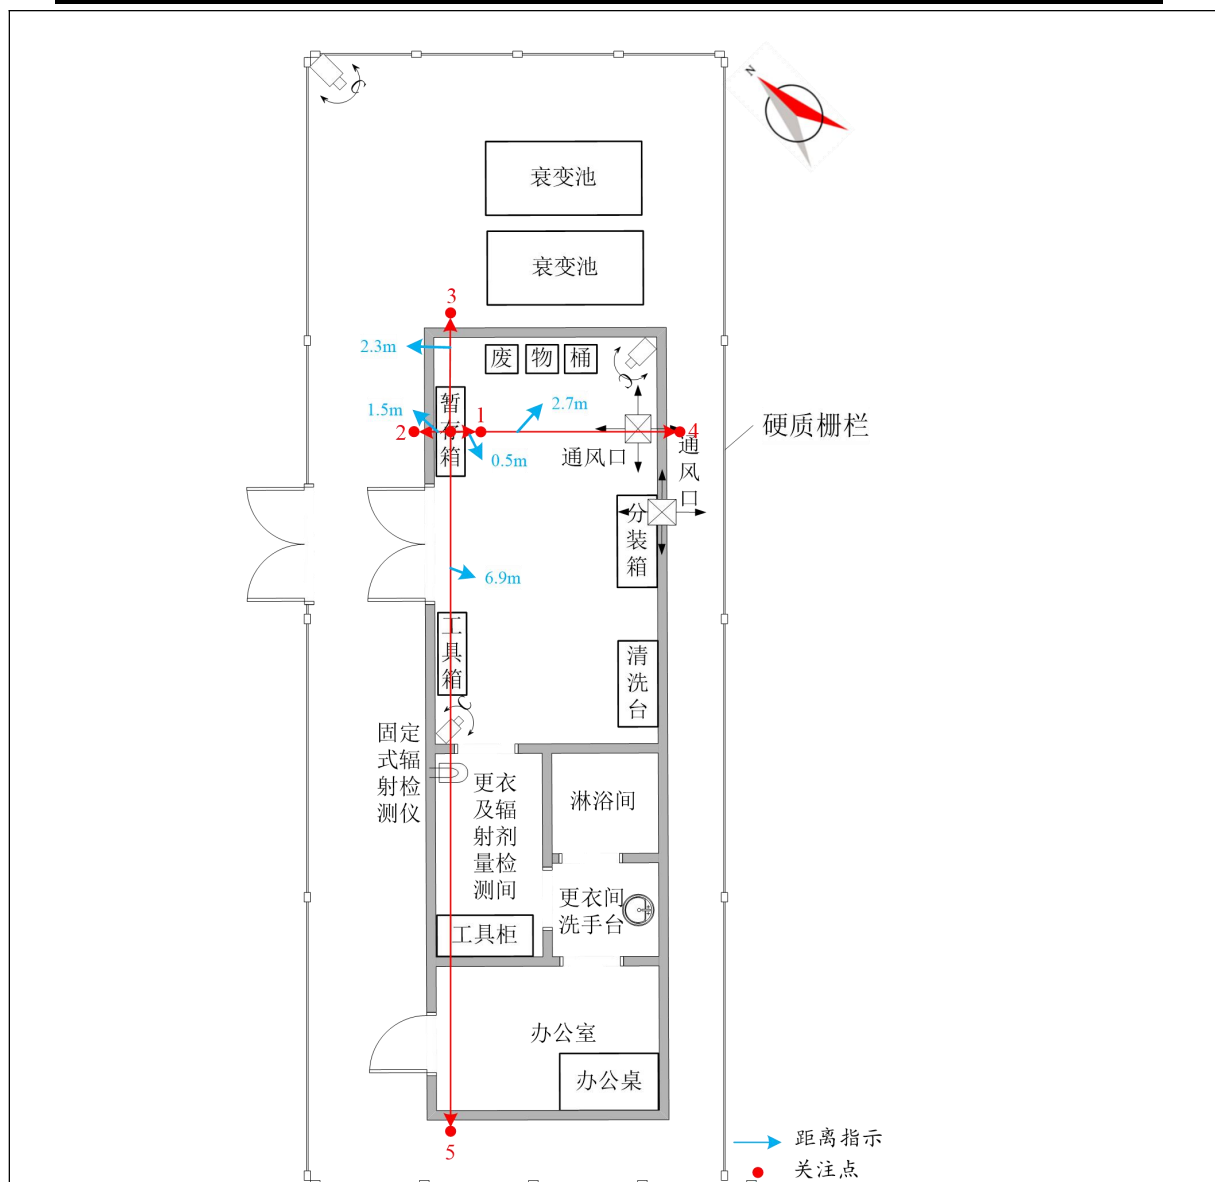 N
衰变池
衰变池
3
2.3m
废
物
桶
暂
存
箱
1.5m
1
2.7m
2
4
0.5m
通风口
通
风
口
硬质栅栏
分
装
箱
6.9m
工
具
箱
清
洗
台
固定
式辐
射检
测仪
更衣
及辐
射剂
量检
测间
淋浴间
更衣间
洗手台
工具柜
办公室
办公桌
5
距离指示
关注点